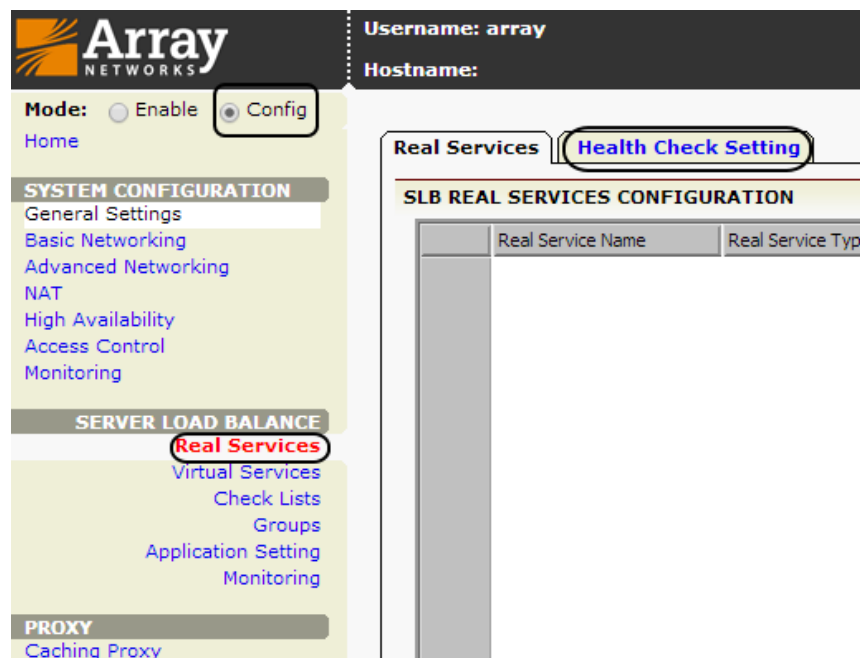 Array
NETWORKS
Username: array
Hostname:
Mode: Enable Config
Home
SYSTEM CONFIGURATION
General Settings
Basic Networking
Advanced Networking
NAT
High Availability
Access Control
Monitoring
SERVER LOAD BALANCE
Real Services
Virtual Services
Check Lists
Groups
Application Setting
Monitoring
PROXY
Caching Proxy
Real Services Health Check Setting
SLB REAL SERVICES CONFIGURATION
Real Service Name Real Service Typ